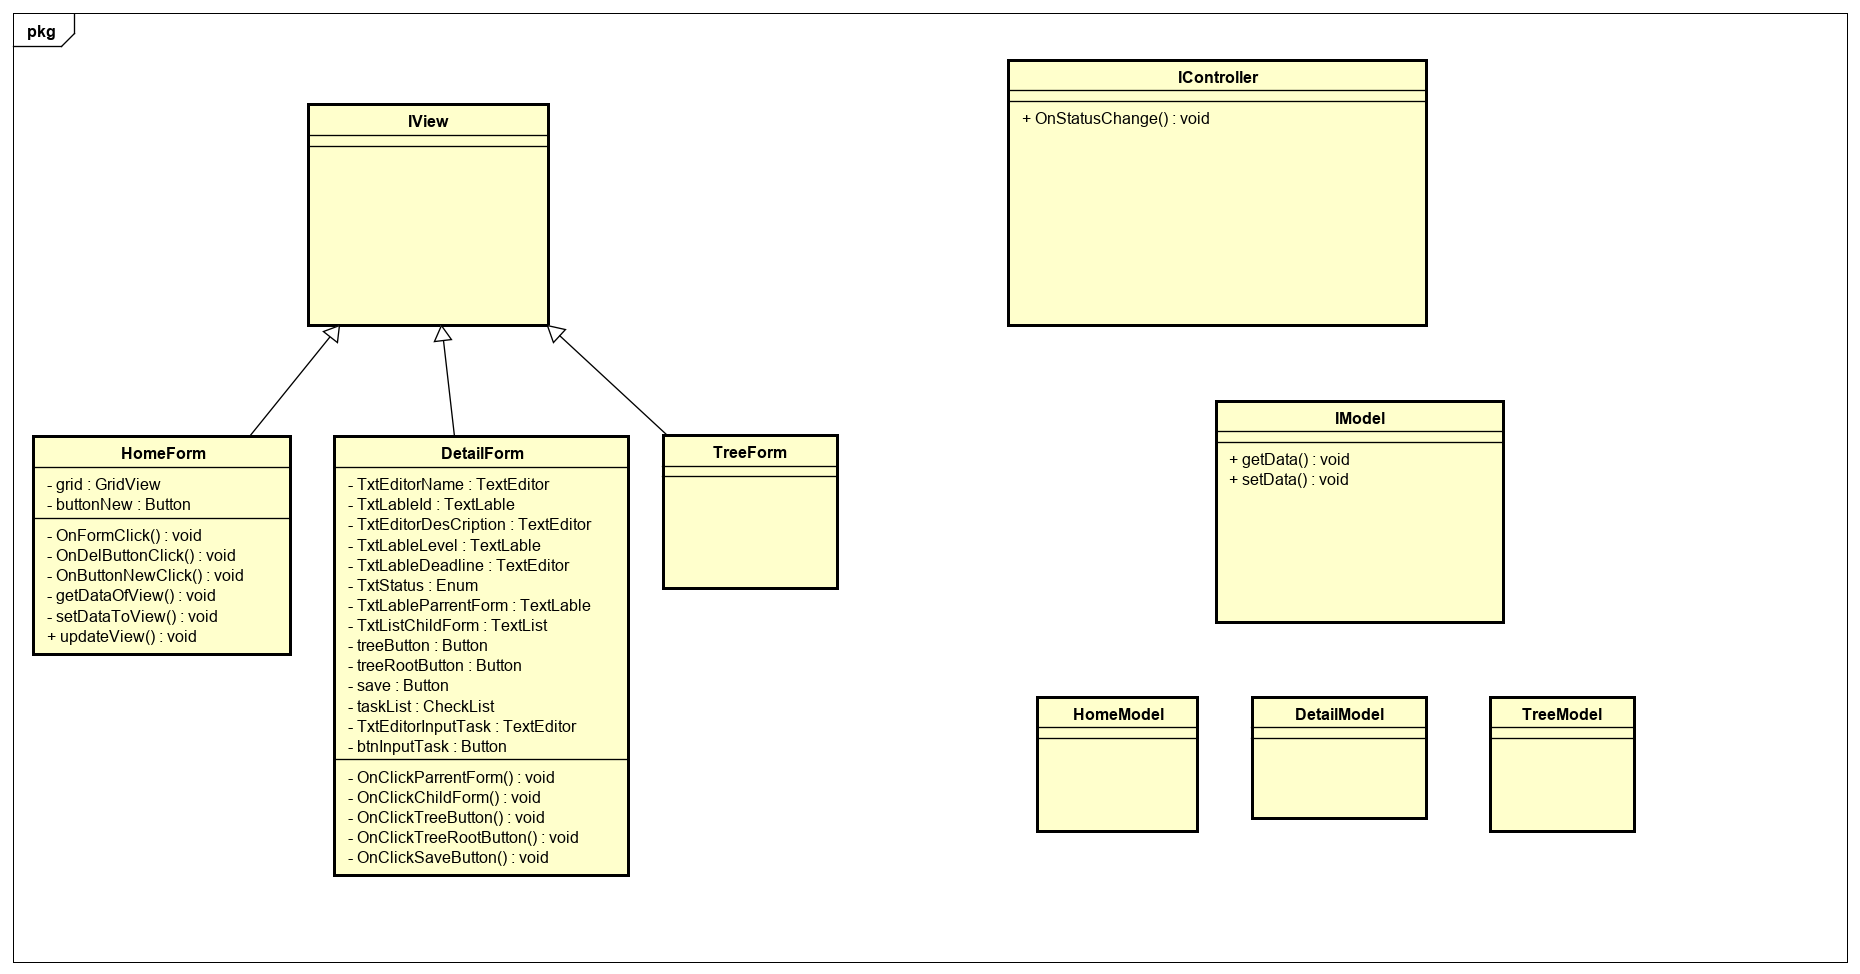 pkg
IView
HomeForm
- grid : GridView
- buttonNew : Button
- OnFormClick() : void
- OnDelButtonClick() : void
- OnButtonNewClick() : void
- getDataOfView() : void
- setDataToView() : void
+ updateView() : void
DetailForm
- TxtEditorName : TextEditor
- TxtLableId : TextLable
- TxtEditorDesCription : TextEditor
- TxtLableLevel : TextLable
- TxtLableDeadline : TextEditor
- TxtStatus : Enum
- TxtLableParrentForm : TextLable
- TxtListChildForm : TextList
- treeButton : Button
- treeRootButton : Button
- save : Button
- taskList : CheckList
- TxtEditorInputTask : TextEditor
- btnInputTask : Button
- OnClickParrentForm() : void
- OnClickChildForm() : void
- OnClickTreeButton() : void
- OnClickTreeRootButton() : void
- OnClickSaveButton() : void
TreeForm
IController
+ OnStatusChange() : void
IModel
+ getData() : void
+ setData() : void
HomeModel
DetailModel
TreeModel